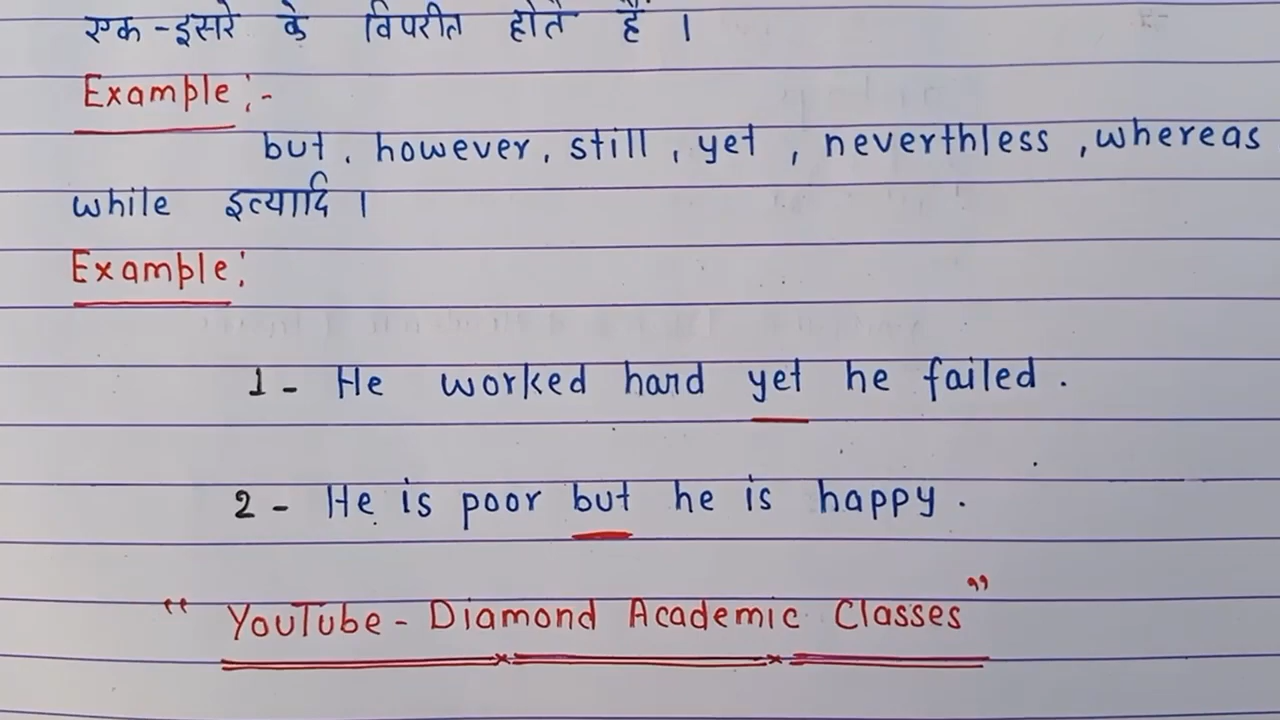 एक-दूसरे के विपरीत होते हैं ।
Example :-
but, however, still, yet, neverthless, whereas
while इत्यादि ।
Example :
1 - He worked hard yet he failed.
2 - He is poor but he is happy.
" YouTube - Diamond Academic Classes "